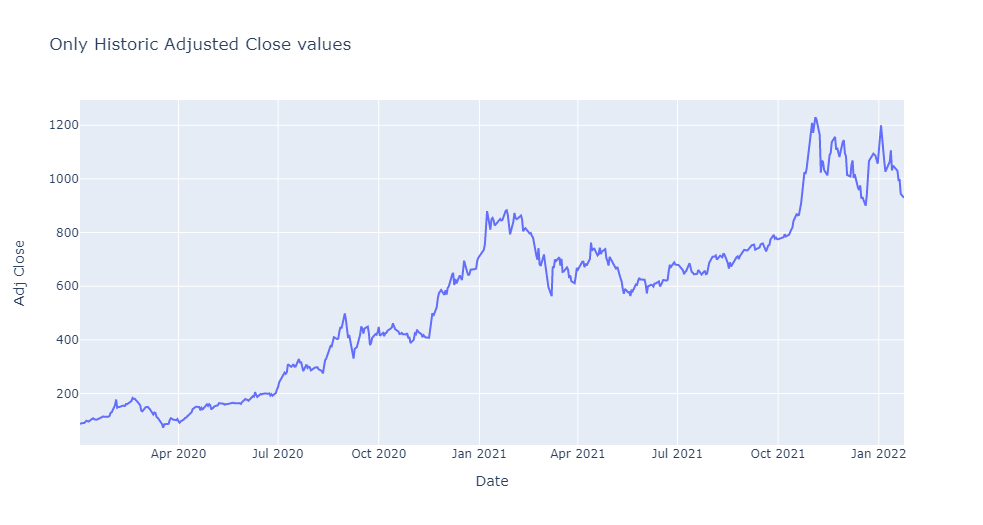 Only Historic Adjusted Close values
1200
1000
800
600
400
200
Adj Close
Apr 2020 Jul 2020 Oct 2020 Jan 2021 Apr 2021 Jul 2021 Oct 2021 Jan 2022
Date